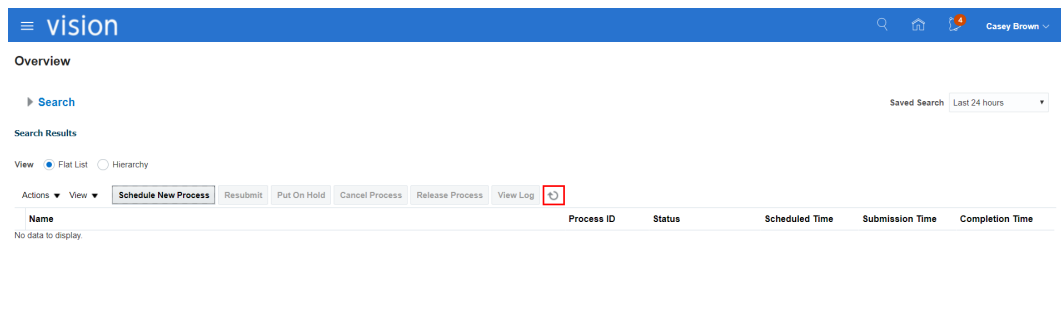 vision
4
Casey Brown
Overview
Search
Saved Search Last 24 hours
Search Results
View Flat List Hierarchy
Actions View Schedule New Process Resubmit Put On Hold Cancel Process Release Process View Log
Name Process ID Status Scheduled Time Submission Time Completion Time
No data to display.